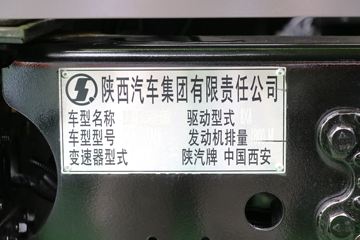 陕西汽车集团有限责任公司
车型名称 驱动型式
车型型号 发动机排量
变速器型式 陕汽牌 中国西安